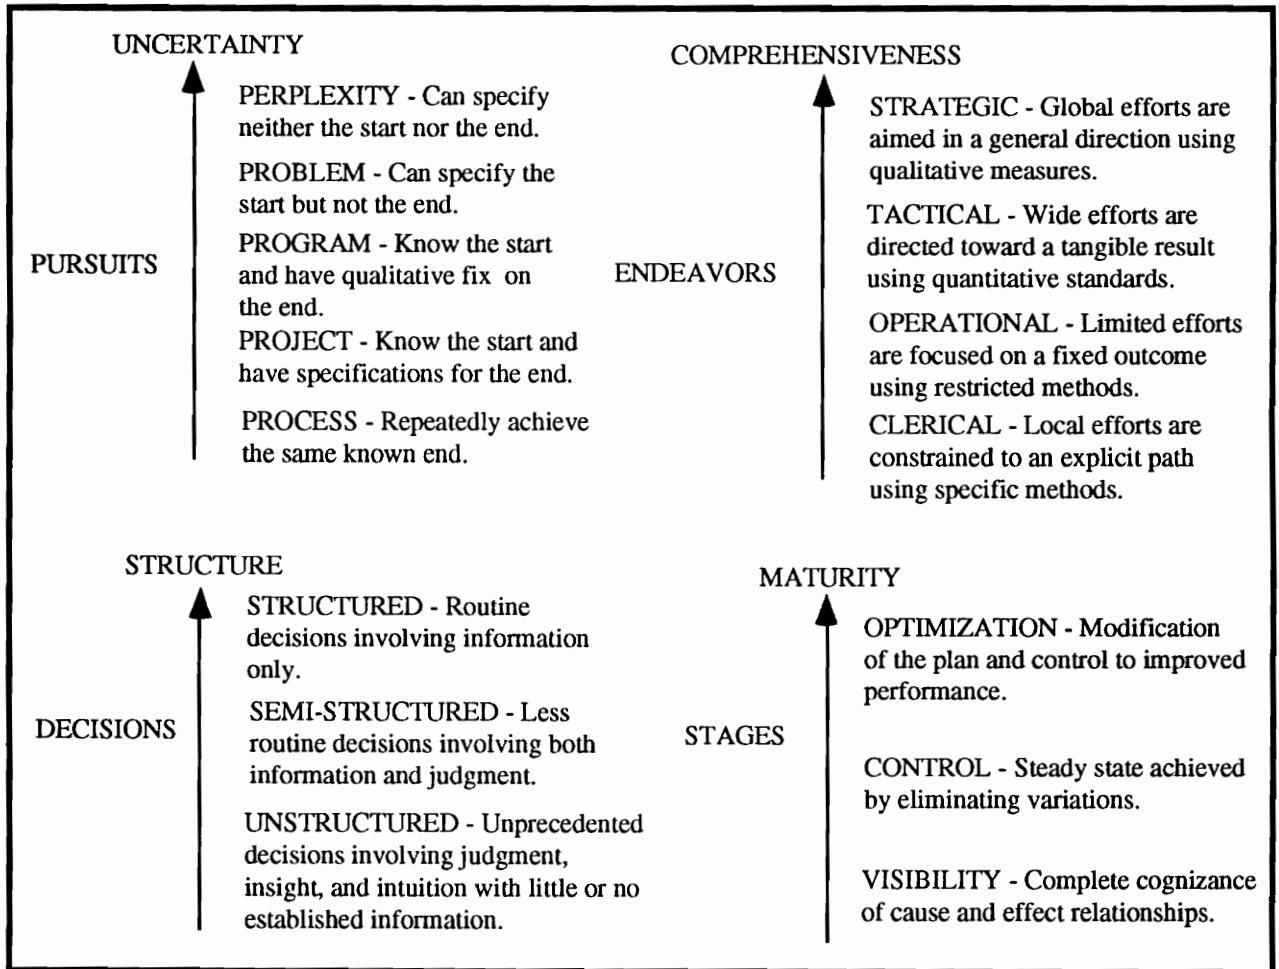 UNCERTAINTY
PERPLEXITY - Can specify
neither the start nor the end.
PROBLEM - Can specify the
start but not the end.
PROGRAM - Know the start
and have qualitative fix on
the end.
PROJECT - Know the start and
have specifications for the end.
PROCESS - Repeatedly achieve
the same known end.
PURSUITS
COMPREHENSIVENESS
STRATEGIC - Global efforts are
aimed in a general direction using
qualitative measures.
TACTICAL - Wide efforts are
directed toward a tangible result
using quantitative standards.
OPERATIONAL - Limited efforts
are focused on a fixed outcome
using restricted methods.
CLERICAL - Local efforts are
constrained to an explicit path
using specific methods.
ENDEAVORS
STRUCTURE
STRUCTURED - Routine
decisions involving information
only.
SEMI-STRUCTURED - Less
routine decisions involving both
information and judgment.
UNSTRUCTURED - Unprecedented
decisions involving judgment,
insight, and intuition with little or no
established information.
DECISIONS
MATURITY
OPTIMIZATION - Modification
of the plan and control to improved
performance.
CONTROL - Steady state achieved
by eliminating variations.
VISIBILITY - Complete cognizance
of cause and effect relationships.
STAGES